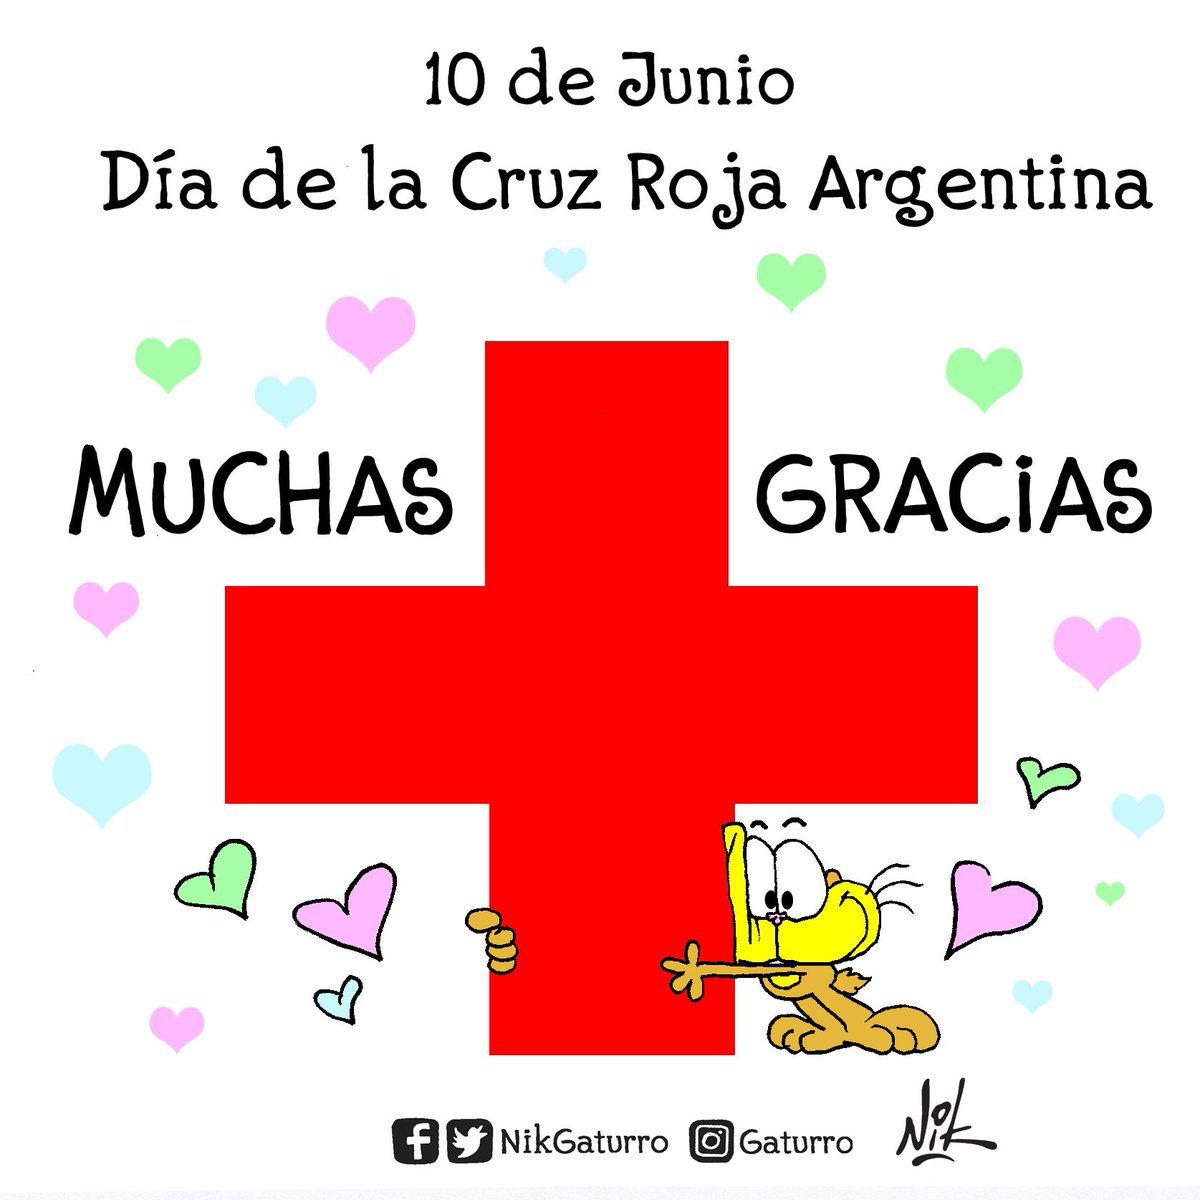 10 de Junio
Día de la Cruz Roja Argentina
MUCHAS GRACiAS
NikGaturro Gaturro
Nik